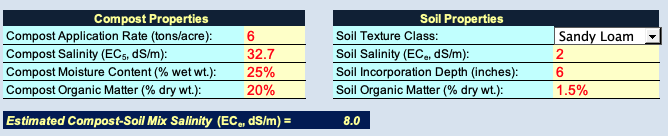 Compost Properties
Compost Application Rate (tons/acre): 6
Compost Salinity (EC5, dS/m): 32.7
Compost Moisture Content (% wet wt.): 25%
Compost Organic Matter (% dry wt.): 20%
Soil Properties
Soil Texture Class: Sandy Loam
Soil Salinity (ECe, dS/m): 2
Soil Incorporation Depth (inches): 6
Soil Organic Matter (% dry wt.): 1.5%
Estimated Compost-Soil Mix Salinity (ECe, dS/m) = 8.0